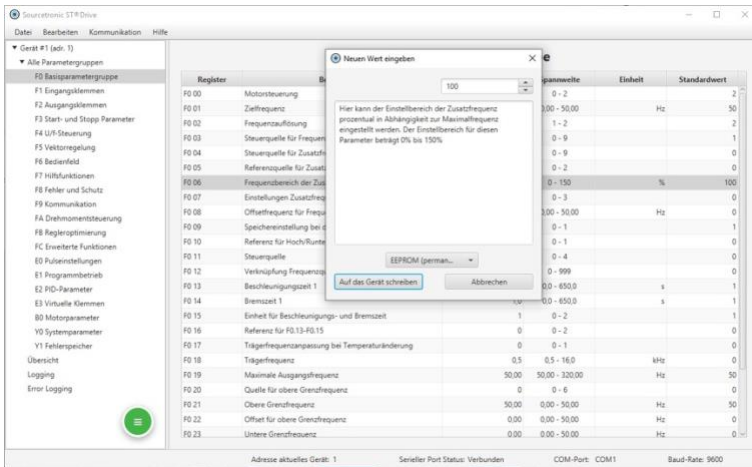 Sourcetronic ST®Drive
Datei Bearbeiten Kommunikation Hilfe
Gerät #1 (adr. 1)
Alle Parametergruppen
F0 Basisparametergruppe
F1 Eingangsklemmen
F2 Ausgangsklemmen
F3 Start- und Stopp Parameter
F4 U/f-Steuerung
F5 Vektorregelung
F6 Bedienfeld
F7 Hilfsfunktionen
F8 Fehler und Schutz
F9 Kommunikation
FA Drehmomentsteuerung
FB Regleroptimierung
FC Erweiterte Funktionen
E0 Pulseinstellungen
E1 Programmbetrieb
E2 PID-Parameter
E3 Virtuelle Klemmen
B0 Motorparameter
Y0 Systemparameter
Y1 Fehlerspeicher
Übersicht
Logging
Error Logging
Neuen Wert eingeben
100
Hier kann der Einstellbereich der Zusatzfrequenz
prozentual in Abhängigkeit zur Maximalfrequenz
eingestellt werden. Der Einstellbereich für diesen
Parameter beträgt 0% bis 150%
EEPROM (perman...
Auf das Gerät schreiben Abbrechen
e
Register B pannweite Einheit Standardwert
F0 00 Motorsteuerung 0 - 2 2
F0 01 Zielfrequenz 0,00 - 50,00 Hz 50
F0 02 Frequenzauflösung 1 - 2 2
F0 03 Steuerquelle für Frequen 0 - 9 1
F0 04 Steuerquelle für Zusatzfr 0 - 9 0
F0 05 Referenzquelle für Zusatz 0 - 2 0
F0 06 Frequenzbereich der Zus 0 - 150 % 100
F0 07 Einstellungen Zusatzfreq 0 - 3 0
F0 08 Offsetfrequenz für Frequ 0,00 - 50,00 Hz 0
F0 09 Speichereinstellung bei 0 - 1 1
F0 10 Referenz für Hoch/Runte 0 - 1 0
F0 11 Steuerquelle 0 - 4 0
F0 12 Verknüpfung Frequenzq 0 - 999 0
F0 13 Beschleunigungszeit 1 0,0 - 650,0 s 1
F0 14 Bremszeit 1 1,0 0,0 - 650,0 s 1
F0 15 Einheit für Beschleunigungs- und Bremszeit 1 0 - 2 1
F0 16 Referenz für F0.13-F0.15 0 0 - 2 0
F0 17 Trägerfrequenzanpassung bei Temperaturänderung 0 0 - 1 0
F0 18 Trägerfrequenz 0,5 0,5 - 16,0 kHz 0
F0 19 Maximale Ausgangsfrequenz 50,00 50,00 - 320,00 Hz 50
F0 20 Quelle für obere Grenzfrequenz 0 0 - 6 0
F0 21 Obere Grenzfrequenz 50,00 0,00 - 50,00 Hz 50
F0 22 Offset für obere Grenzfrequenz 0,00 0,00 - 50,00 Hz 0
F0 23 Untere Grenzfrequenz 0,00 0,00 - 50,00 Hz 0
Adresse aktuelles Gerät: 1 Serieller Port Status: Verbunden COM-Port: COM1 Baud-Rate: 9600